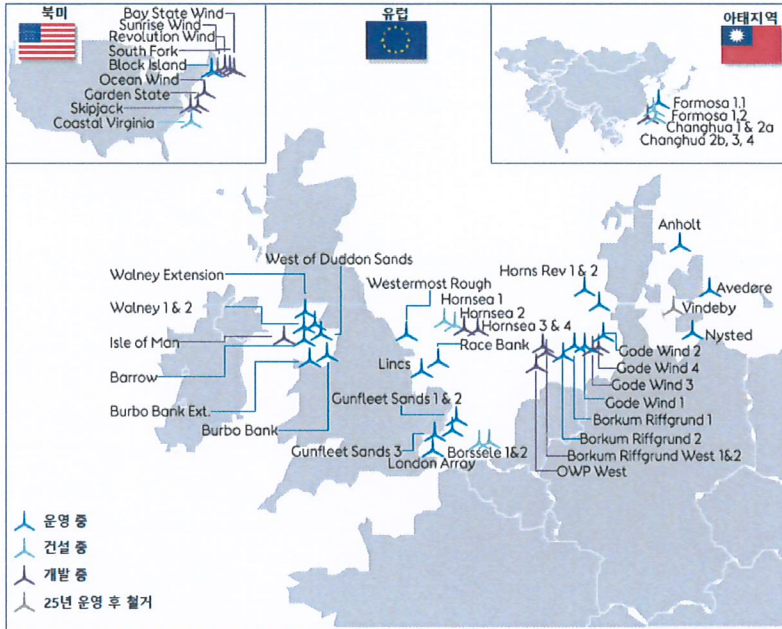 북미
Bay State Wind
Sunrise Wind
Revolution Wind
South Fork
Block Island
Ocean Wind
Garden State
Skipjack
Coastal Virginia
유럽
아태지역
Formosa 1,1
Formosa 1,2
Changhua 1 & 2a
Changhua 2b, 3, 4
West of Duddon Sands
Walney Extension
Walney 1 & 2
Isle of Man
Barrow
Burbo Bank Ext.
Burbo Bank
Westermost Rough
Hornsea 1
Hornsea 2
Hornsea 3 & 4
Race Bank
Lincs
Gunfleet Sands 1 & 2
Gunfleet Sands 3
London Array
Borssele 1&2
Anholt
Horns Rev 1 & 2
Avedøre
Vindeby
Nysted
Gode Wind 2
Gode Wind 4
Gode Wind 3
Gode Wind 1
Borkum Riffgrund 1
Borkum Riffgrund 2
Borkum Riffgrund West 1&2
OWP West
운영 중
건설 중
개발 중
25년 운영 후 철거